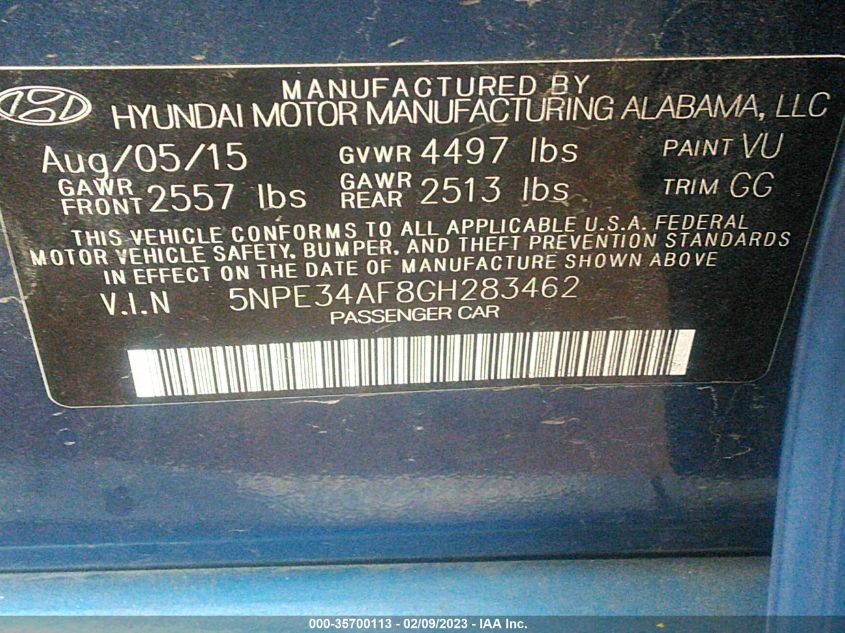 MANUFACTURED BY
HYUNDAI MOTOR MANUFACTURING ALABAMA, LLC
Aug/05/15 GVWR 4497 lbs PAINT VU
GAWR FRONT 2557 lbs GAWR REAR 2513 lbs TRIM GG
THIS VEHICLE CONFORMS TO ALL APPLICABLE U.S.A. FEDERAL
MOTOR VEHICLE SAFETY, BUMPER, AND THEFT PREVENTION STANDARDS
IN EFFECT ON THE DATE OF MANUFACTURE SHOWN ABOVE
V.I.N 5NPE34AF8GH283462
PASSENGER CAR
000-35700113 - 02/09/2023 - IAA Inc.